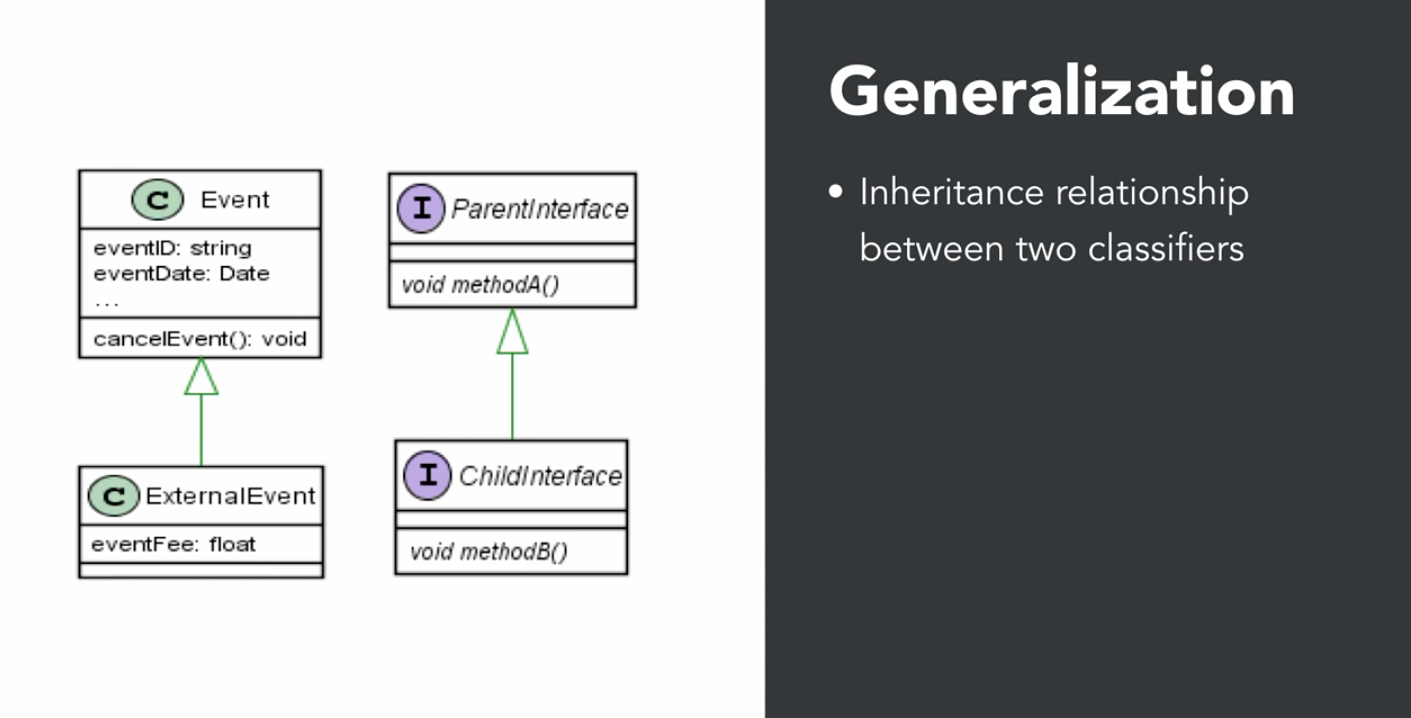 C Event
eventID: string
eventDate: Date
...
cancelEvent(): void
C ExternalEvent
eventFee: float
I ParentInterface
void methodA()
I ChildInterface
void methodB()
Generalization
• Inheritance relationship
between two classifiers